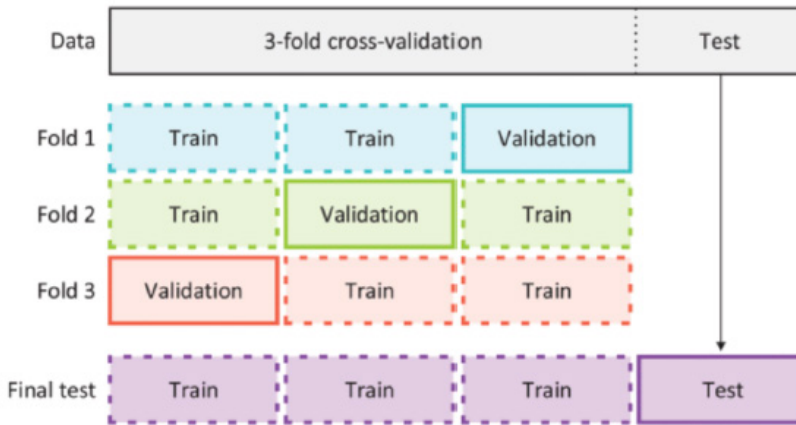 Data 3-fold cross-validation Test
Fold 1 Train Train Validation
Fold 2 Train Validation Train
Fold 3 Validation Train Train
Final test Train Train Train Test